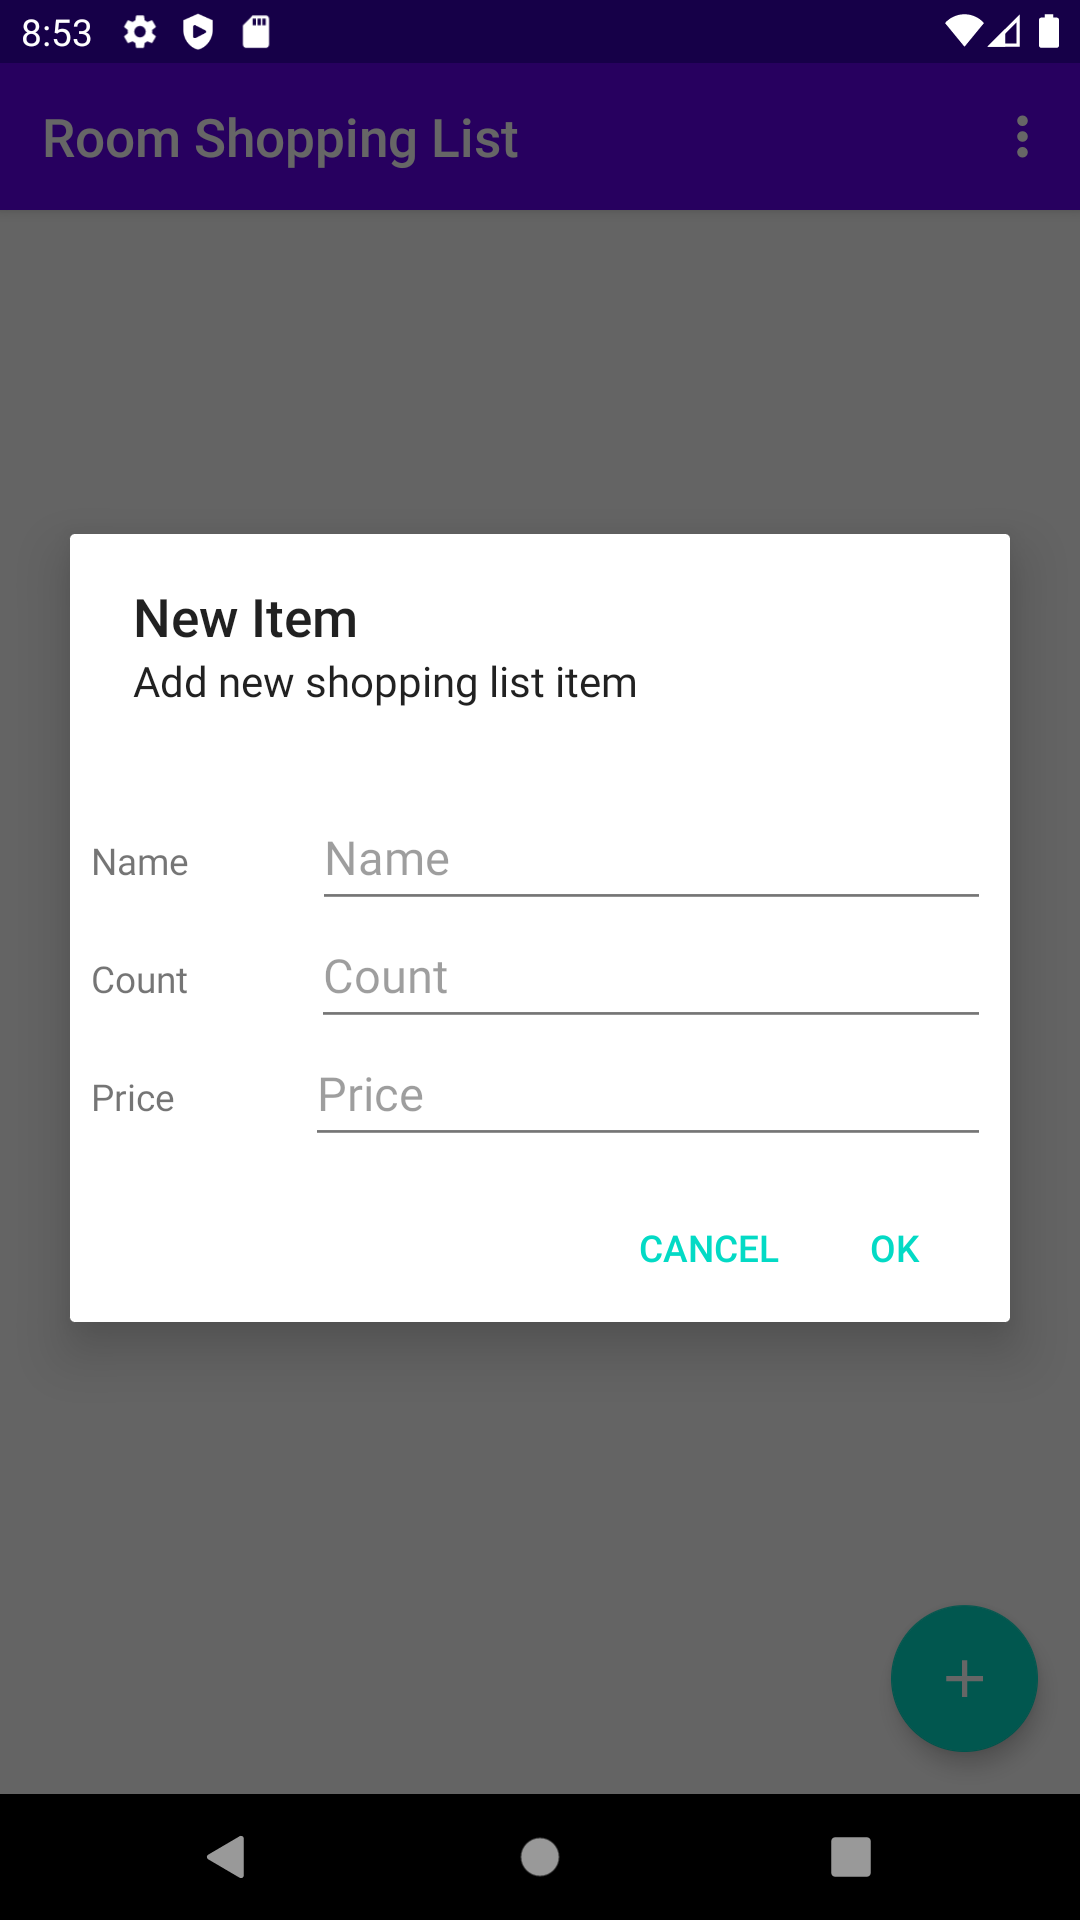 8:53
Room Shopping List
New Item
Add new shopping list item
Name Name
Count Count
Price Price
CANCEL OK